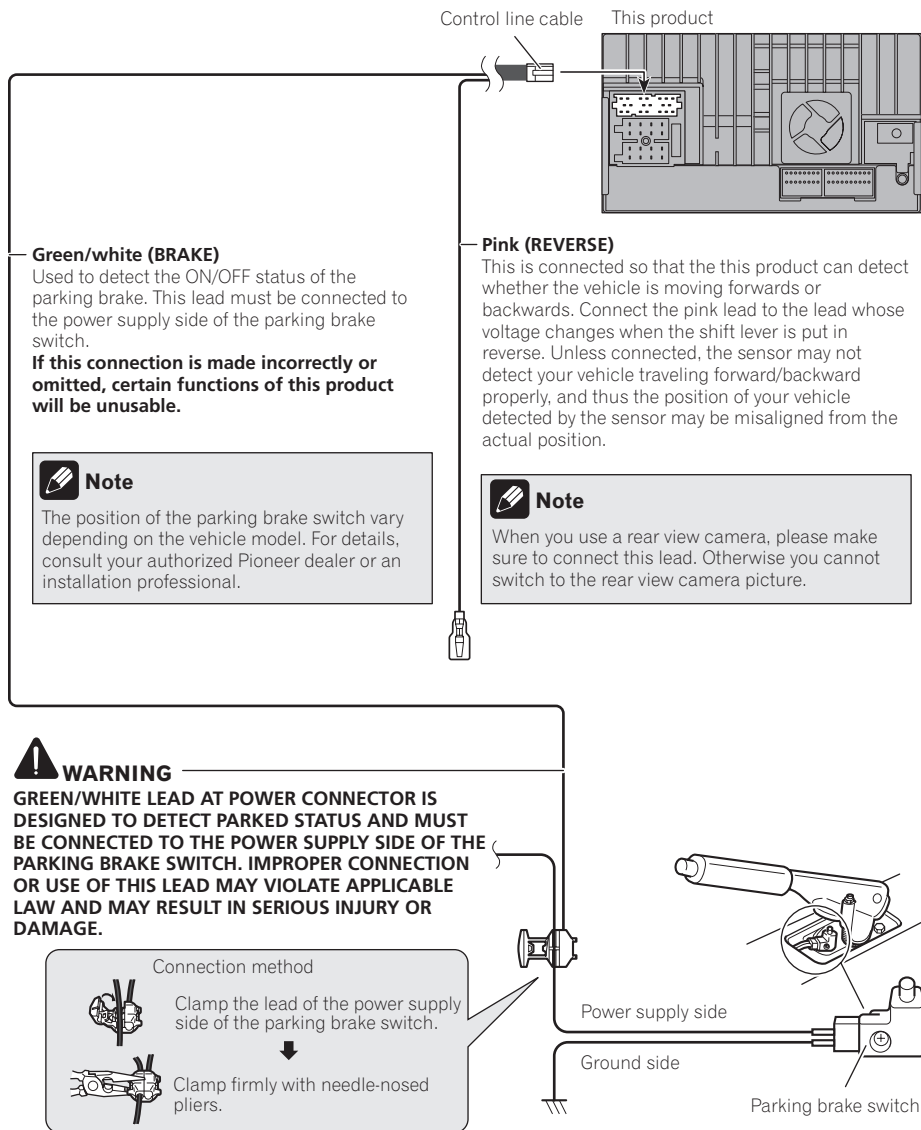 Control line cable
This product
Green/white (BRAKE)
Used to detect the ON/OFF status of the
parking brake. This lead must be connected to
the power supply side of the parking brake
switch.
If this connection is made incorrectly or
omitted, certain functions of this product
will be unusable.
Note
The position of the parking brake switch vary
depending on the vehicle model. For details,
consult your authorized Pioneer dealer or an
installation professional.
Pink (REVERSE)
This is connected so that the this product can detect
whether the vehicle is moving forwards or
backwards. Connect the pink lead to the lead whose
voltage changes when the shift lever is put in
reverse. Unless connected, the sensor may not
detect your vehicle traveling forward/backward
properly, and thus the position of your vehicle
detected by the sensor may be misaligned from the
actual position.
Note
When you use a rear view camera, please make
sure to connect this lead. Otherwise you cannot
switch to the rear view camera picture.
WARNING
GREEN/WHITE LEAD AT POWER CONNECTOR IS
DESIGNED TO DETECT PARKED STATUS AND MUST
BE CONNECTED TO THE POWER SUPPLY SIDE OF THE
PARKING BRAKE SWITCH. IMPROPER CONNECTION
OR USE OF THIS LEAD MAY VIOLATE APPLICABLE
LAW AND MAY RESULT IN SERIOUS INJURY OR
DAMAGE.
Connection method
Clamp the lead of the power supply
side of the parking brake switch.
Clamp firmly with needle-nosed
pliers.
Power supply side
Ground side
Parking brake switch